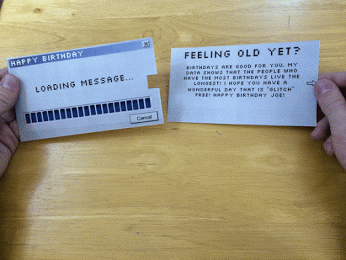 HAPPY BIRTHDAY
LOADING MESSAGE...
Cancel
FEELING OLD YET?
BIRTHDAYS ARE GOOD FOR YOU. MY
DATA SHOWS THAT THE PEOPLE WHO
HAVE THE MOST BIRTHDAYS LIVE THE
LONGEST! I HOPE YOU HAVE A
WONDERFUL DAY THAT IS "GLITCH"
FREE! HAPPY BIRTHDAY JOE!